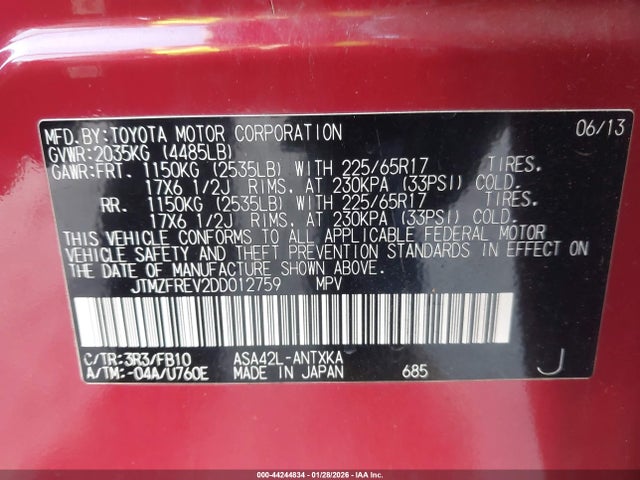 MFD. BY: TOYOTA MOTOR CORPORATION 06/13
GVWR: 2035KG (4485LB)
GAWR: FRT. 1150KG (2535LB) WITH 225/65R17 TIRES.
17X6 1/2J RIMS. AT 230KPA (33PSI) COLD.
RR. 1150KG (2535LB) WITH 225/65R17 TIRES.
17X6 1/2J RIMS. AT 230KPA (33PSI) COLD.
THIS VEHICLE CONFORMS TO ALL APPLICABLE FEDERAL MOTOR
VEHICLE SAFETY AND THEFT PREVENTION STANDARDS IN EFFECT ON
THE DATE OF MANUFACTURE SHOWN ABOVE.
JTMZFREV2DD012759 MPV
C/TR: 3R3/FB10 ASA42L-ANTXKA J
A/TM: -04A/U760E MADE IN JAPAN 685
000-44244834 | 01/28/2026 | IAA Inc.